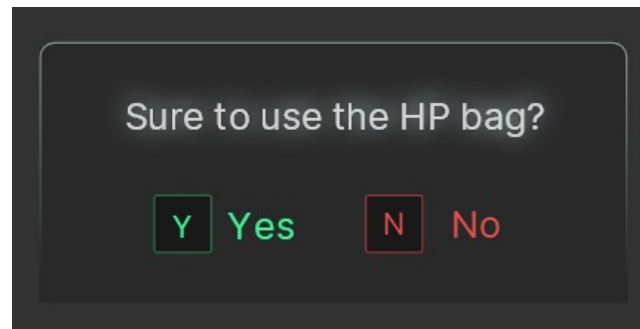 Sure to use the HP bag?
Y Yes N No